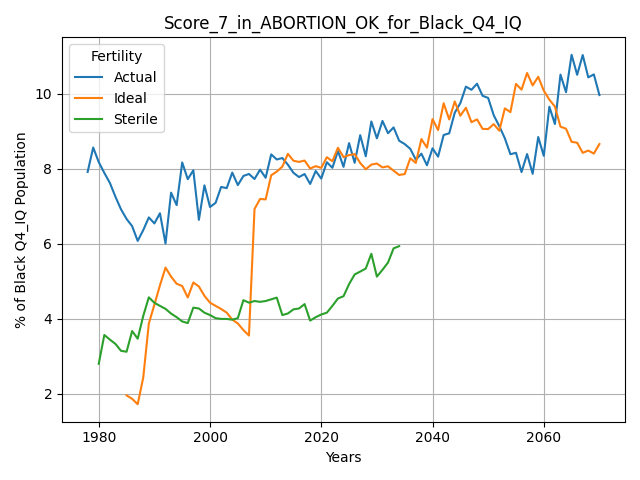 Score_7_in_ABORTION_OK_for_Black_Q4_IQ
Fertility
Actual
Ideal
Sterile
% of Black Q4_IQ Population
10
8
6
4
2
1980
2000
2020
2040
2060
Years